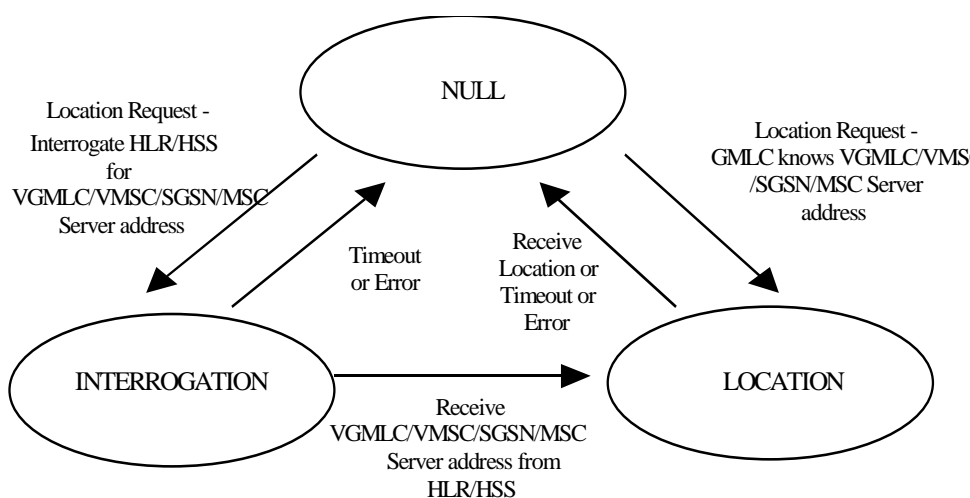 NULL
Location Request -
Interrogate HLR/HSS
for
VGMLC/VMSC/SGSN/MSC
Server address
Location Request -
GMLC knows VGMLC/VMS
/SGSN/MSC Server
address
Timeout
or Error
Receive
Location or
Timeout or
Error
INTERROGATION
LOCATION
Receive
VGMLC/VMSC/SGSN/MSC
Server address from
HLR/HSS